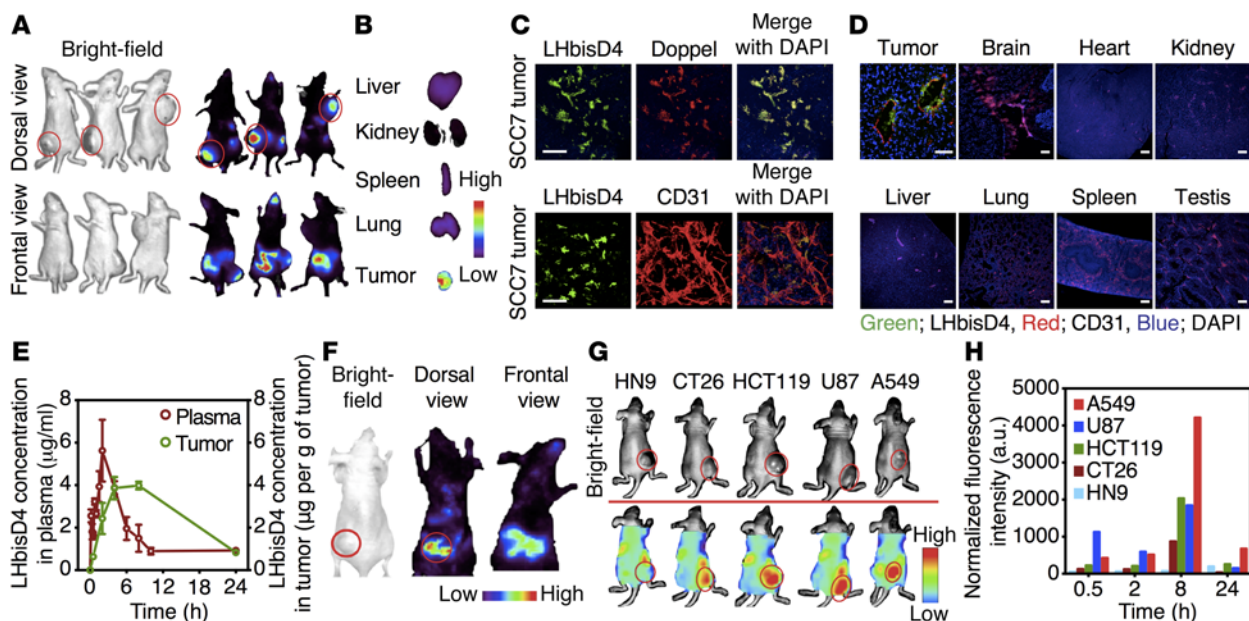 A
Bright-field
Dorsal view
Frontal view
B
Liver
Kidney
Spleen
High
Lung
Low
Tumor
C
LHbisD4
Doppel
Merge
with DAPI
SCC7 tumor
LHbisD4
CD31
Merge
with DAPI
SCC7 tumor
D
Tumor
Brain
Heart
Kidney
Liver
Lung
Spleen
Testis
Green; LHbisD4, Red; CD31, Blue; DAPI
E
LHbisD4 concentration
in plasma (μg/ml)
8
6
4
2
0
Plasma
Tumor
8
6
4
2
0
LHbisD4 concentration
in tumor (μg per g of tumor)
0
6
12
18
24
Time (h)
F
Bright-
field
Dorsal
view
Frontal
view
Low
High
G
HN9
CT26
HCT119
U87
A549
Bright-field
High
Low
H
Normalized fluorescence
intensity (a.u.)
5000
4000
3000
2000
1000
0
A549
U87
HCT119
CT26
HN9
0.5
2
8
24
Time (h)